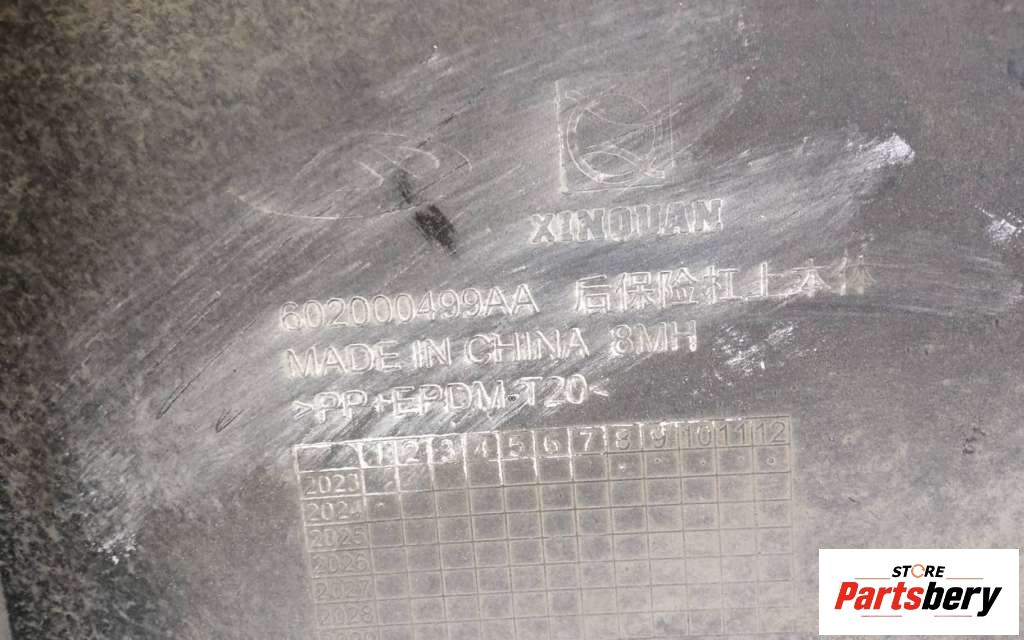 XINQUAN
602000499AA 后保险杠上本体
MADE IN CHINA 8MH
>PP+EPDM-T20<
1 2 3 4 5 6 7 8 9 10 11 12
2023
2024
2025
2026
2027
2028
2029
STORE
Partsbery